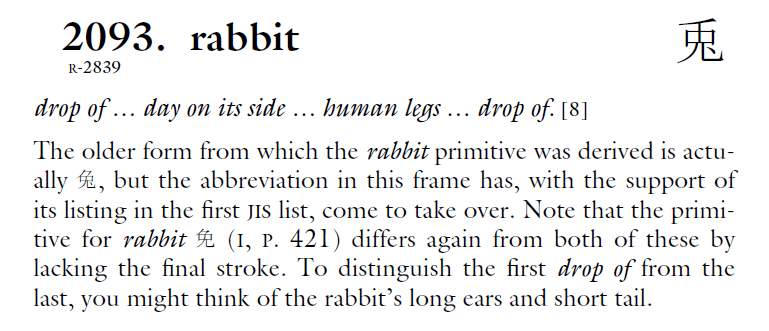 2093. rabbit 兎
R-2839
drop of … day on its side … human legs … drop of. [8]
The older form from which the rabbit primitive was derived is actu-
ally 兔, but the abbreviation in this frame has, with the support of
its listing in the first JIS list, come to take over. Note that the primi-
tive for rabbit 免 (I, P. 421) differs again from both of these by
lacking the final stroke. To distinguish the first drop of from the
last, you might think of the rabbit's long ears and short tail.